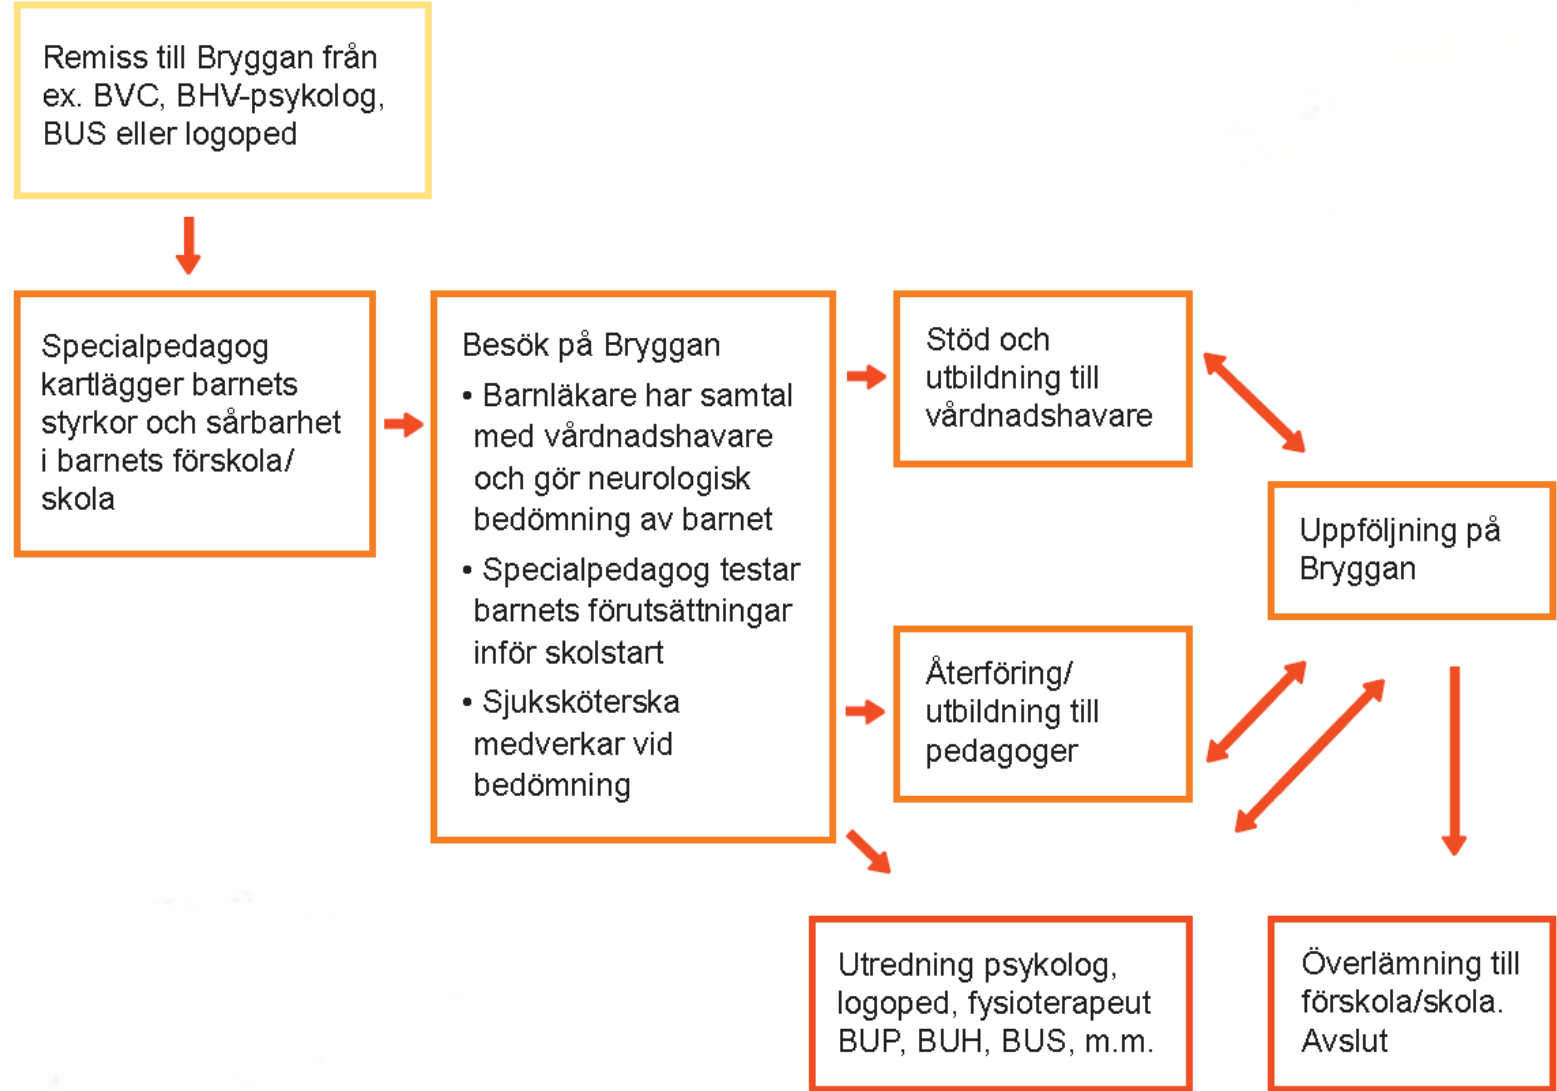 Remiss till Bryggan från
ex. BVC, BHV-psykolog,
BUS eller logoped
Specialpedagog
kartlägger barnets
styrkor och sårbarhet
i barnets förskola/
skola
Besök på Bryggan
• Barnläkare har samtal
med vårdnadshavare
och gör neurologisk
bedömning av barnet
• Specialpedagog testar
barnets förutsättningar
inför skolstart
• Sjuksköterska
medverkar vid
bedömning
Stöd och
utbildning till
vårdnadshavare
Återföring/
utbildning till
pedagoger
Uppföljning på
Bryggan
Utredning psykolog,
logoped, fysioterapeut
BUP, BUH, BUS, m.m.
Överlämning till
förskola/skola.
Avslut